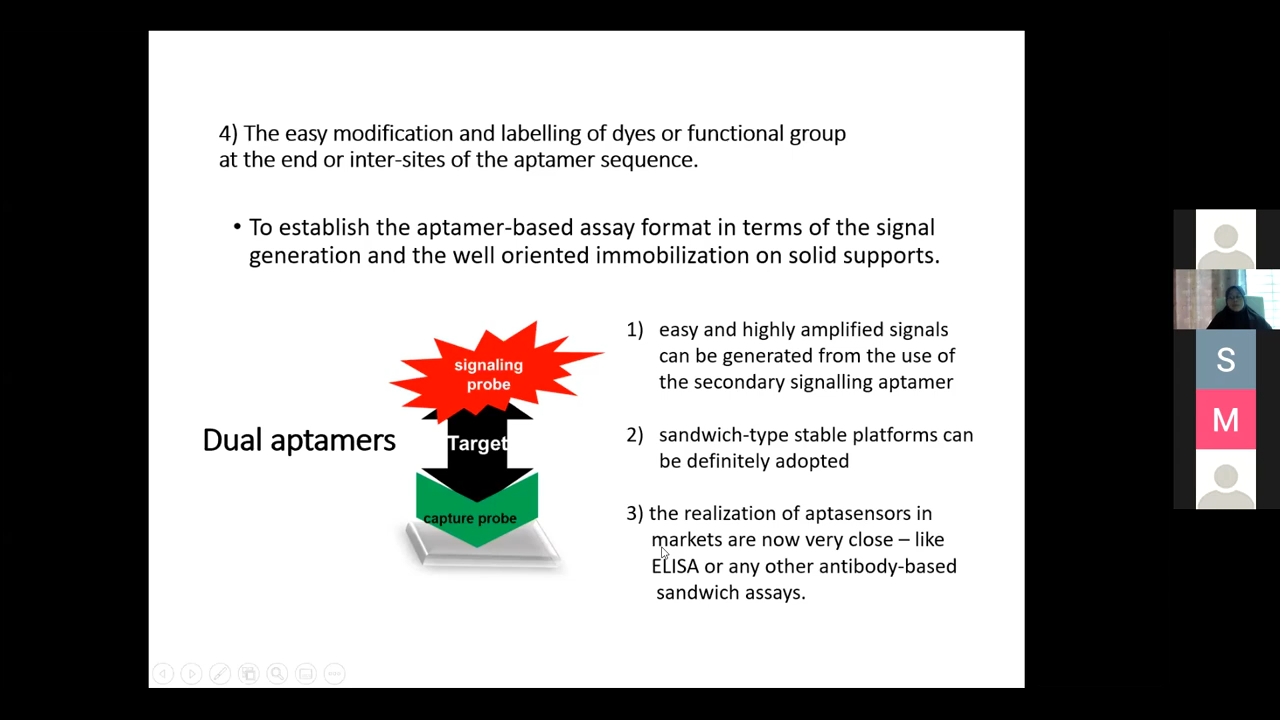 4) The easy modification and labelling of dyes or functional group
at the end or inter-sites of the aptamer sequence.
• To establish the aptamer-based assay format in terms of the signal
generation and the well oriented immobilization on solid supports.
Dual aptamers
signaling
probe
Target
capture probe
1) easy and highly amplified signals
can be generated from the use of
the secondary signalling aptamer
2) sandwich-type stable platforms can
be definitely adopted
3) the realization of aptasensors in
markets are now very close – like
ELISA or any other antibody-based
sandwich assays.
S
M